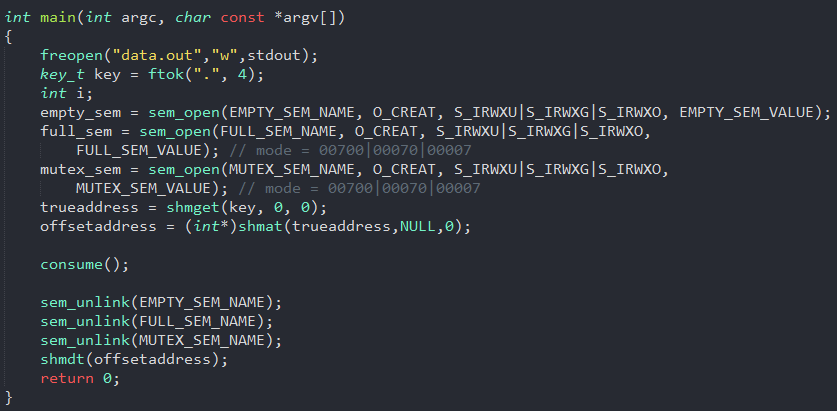 int main(int argc, char const *argv[])
{
    freopen("data.out","w",stdout);
    key_t key = ftok(".", 4);
    int i;
    empty_sem = sem_open(EMPTY_SEM_NAME, O_CREAT, S_IRWXU|S_IRWXG|S_IRWXO, EMPTY_SEM_VALUE);
    full_sem = sem_open(FULL_SEM_NAME, O_CREAT, S_IRWXU|S_IRWXG|S_IRWXO,
        FULL_SEM_VALUE); // mode = 00700|00070|00007
    mutex_sem = sem_open(MUTEX_SEM_NAME, O_CREAT, S_IRWXU|S_IRWXG|S_IRWXO,
        MUTEX_SEM_VALUE); // mode = 00700|00070|00007
    trueaddress = shmget(key, 0, 0);
    offsetaddress = (int*)shmat(trueaddress,NULL,0);

    consume();

    sem_unlink(EMPTY_SEM_NAME);
    sem_unlink(FULL_SEM_NAME);
    sem_unlink(MUTEX_SEM_NAME);
    shmdt(offsetaddress);
    return 0;
}